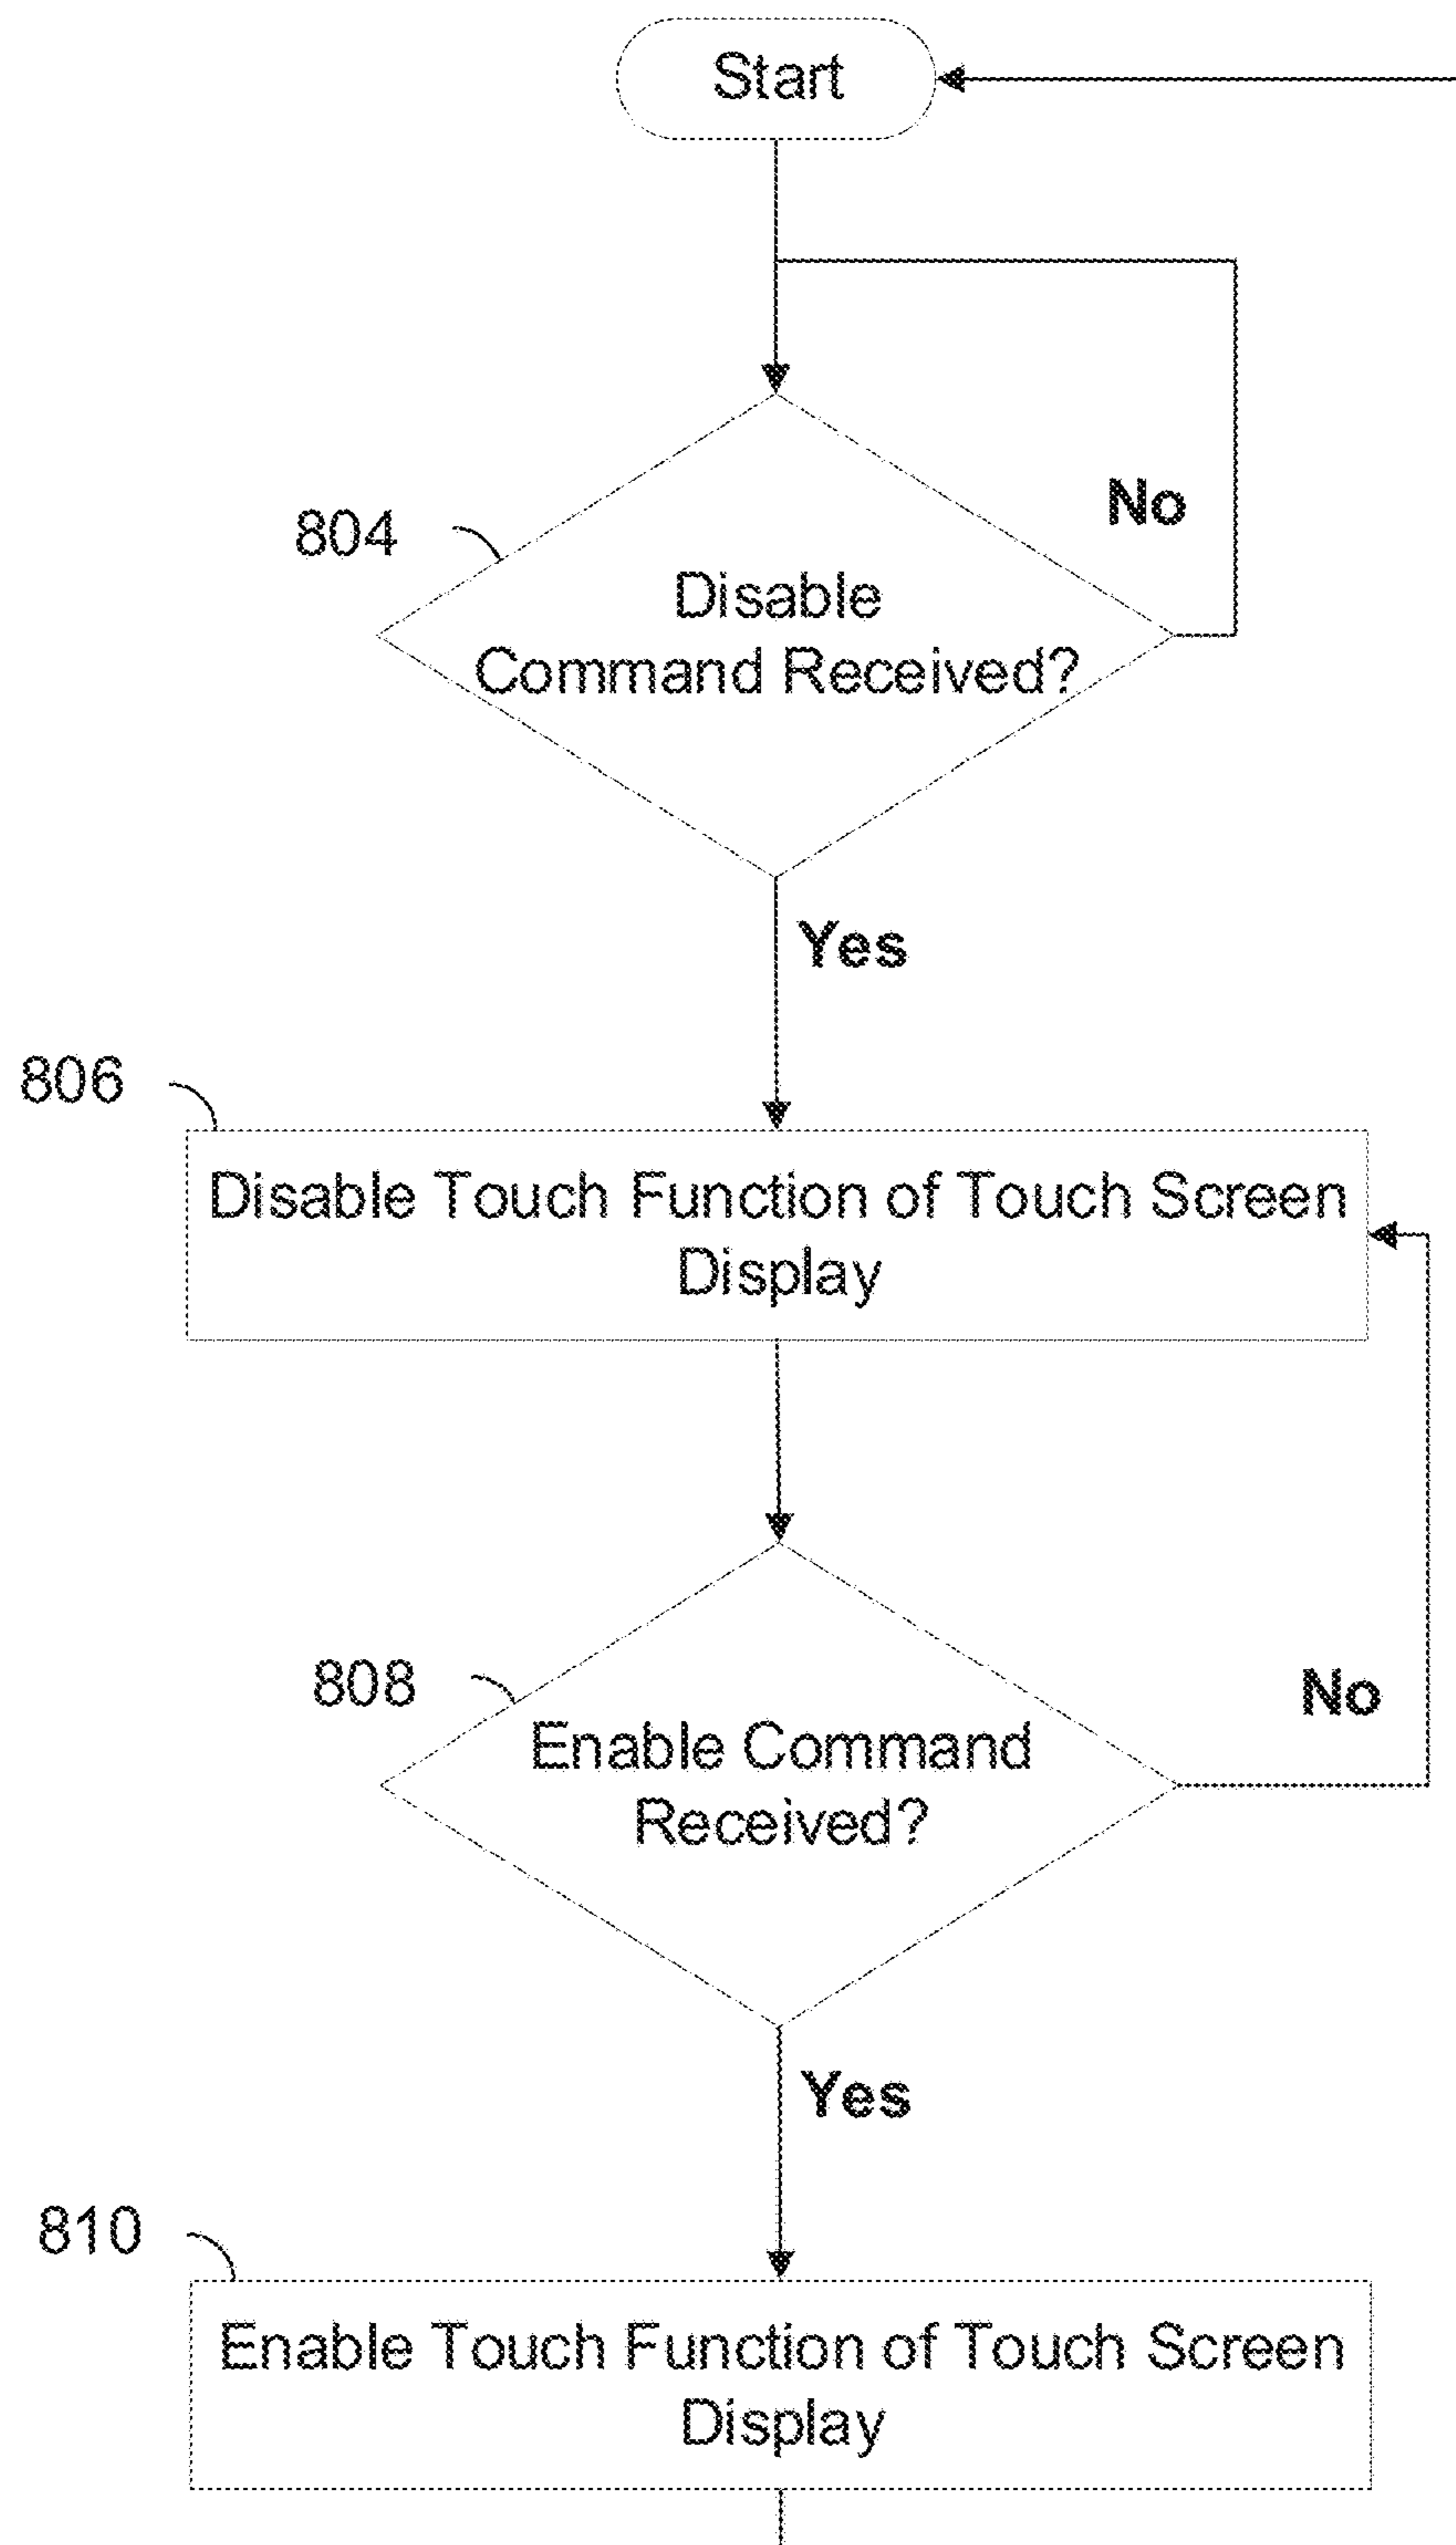 Start
No
804
Disable
Command Received?
Yes
806
Disable Touch Function of Touch Screen
Display
808
No
Enable Command
Received?
Yes
810
Enable Touch Function of Touch Screen
Display